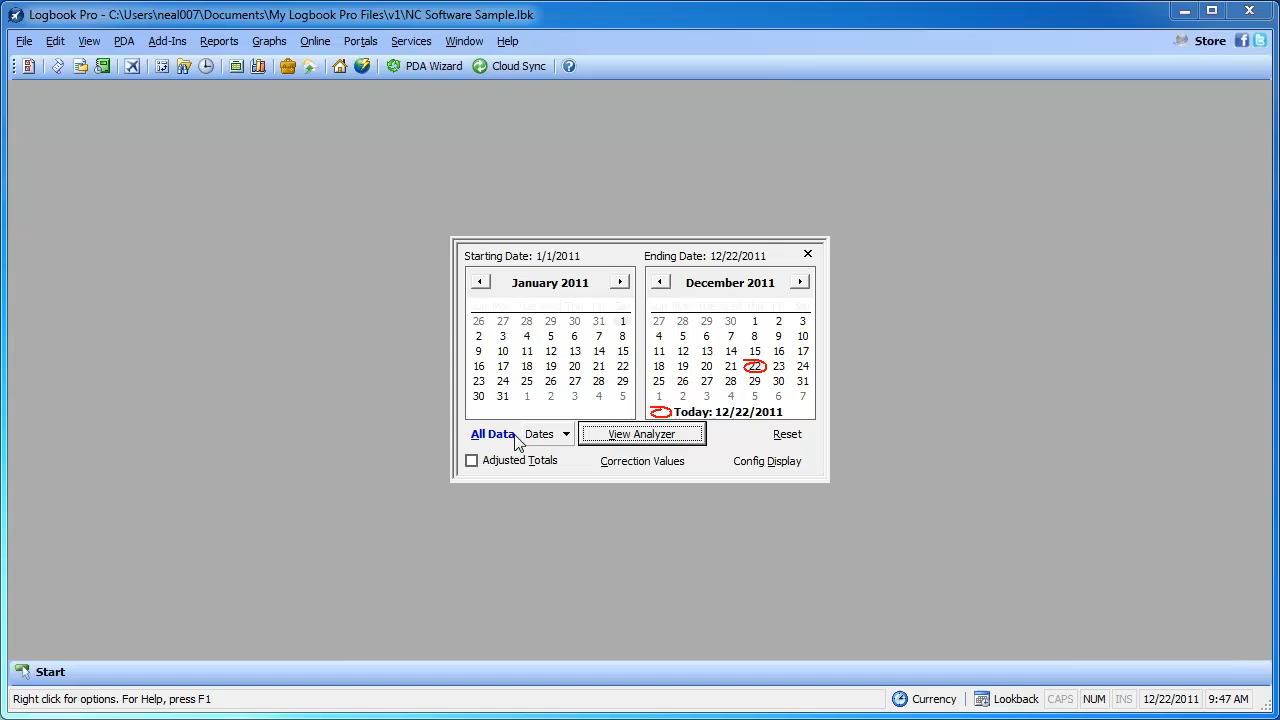 Logbook Pro - C:\Users\neal007\Documents\My Logbook Pro Files\v1\NC Software Sample.lbk
File Edit View PDA Add-Ins Reports Graphs Online Portals Services Window Help Store
PDA Wizard Cloud Sync
Starting Date: 1/1/2011 Ending Date: 12/22/2011
January 2011 December 2011
26 27 28 29 30 31 1 27 28 29 30 1 2 3
2 3 4 5 6 7 8 4 5 6 7 8 9 10
9 10 11 12 13 14 15 11 12 13 14 15 16 17
16 17 18 19 20 21 22 18 19 20 21 22 23 24
23 24 25 26 27 28 29 25 26 27 28 29 30 31
30 31 1 2 3 4 5 1 2 3 4 5 6 7
Today: 12/22/2011
All Data Dates View Analyzer Reset
Adjusted Totals Correction Values Config Display
Start
Right click for options. For Help, press F1 Currency Lookback CAPS NUM INS 12/22/2011 9:47 AM